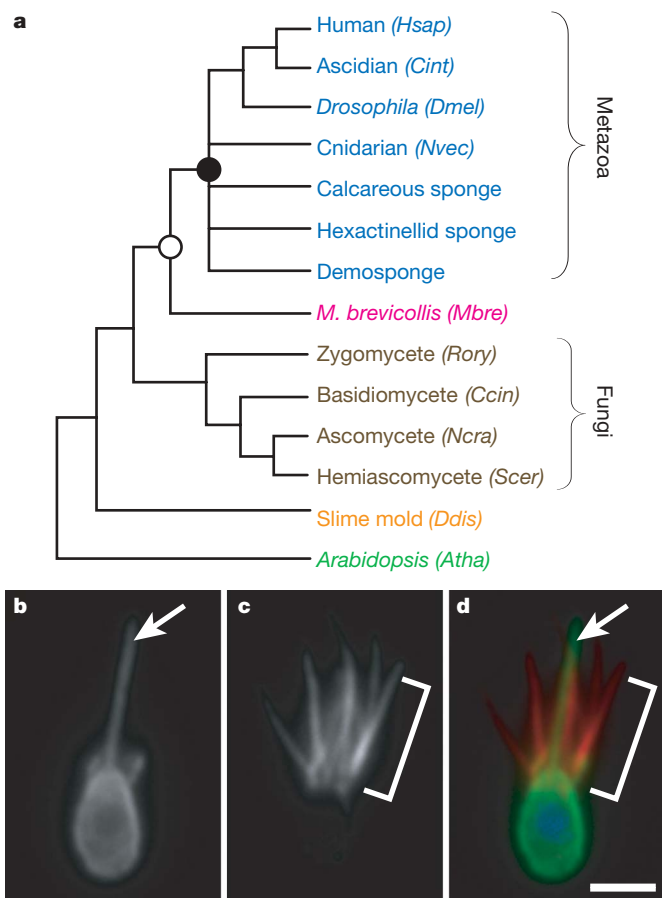 a
Human (Hsap)
Ascidian (Cint)
Drosophila (Dmel)
Cnidarian (Nvec)
Calcareous sponge
Hexactinellid sponge
Demosponge
Metazoa
M. brevicollis (Mbre)
Zygomycete (Rory)
Basidiomycete (Ccin)
Ascomycete (Ncra)
Hemiascomycete (Scer)
Fungi
Slime mold (Ddis)
Arabidopsis (Atha)
b
c
d